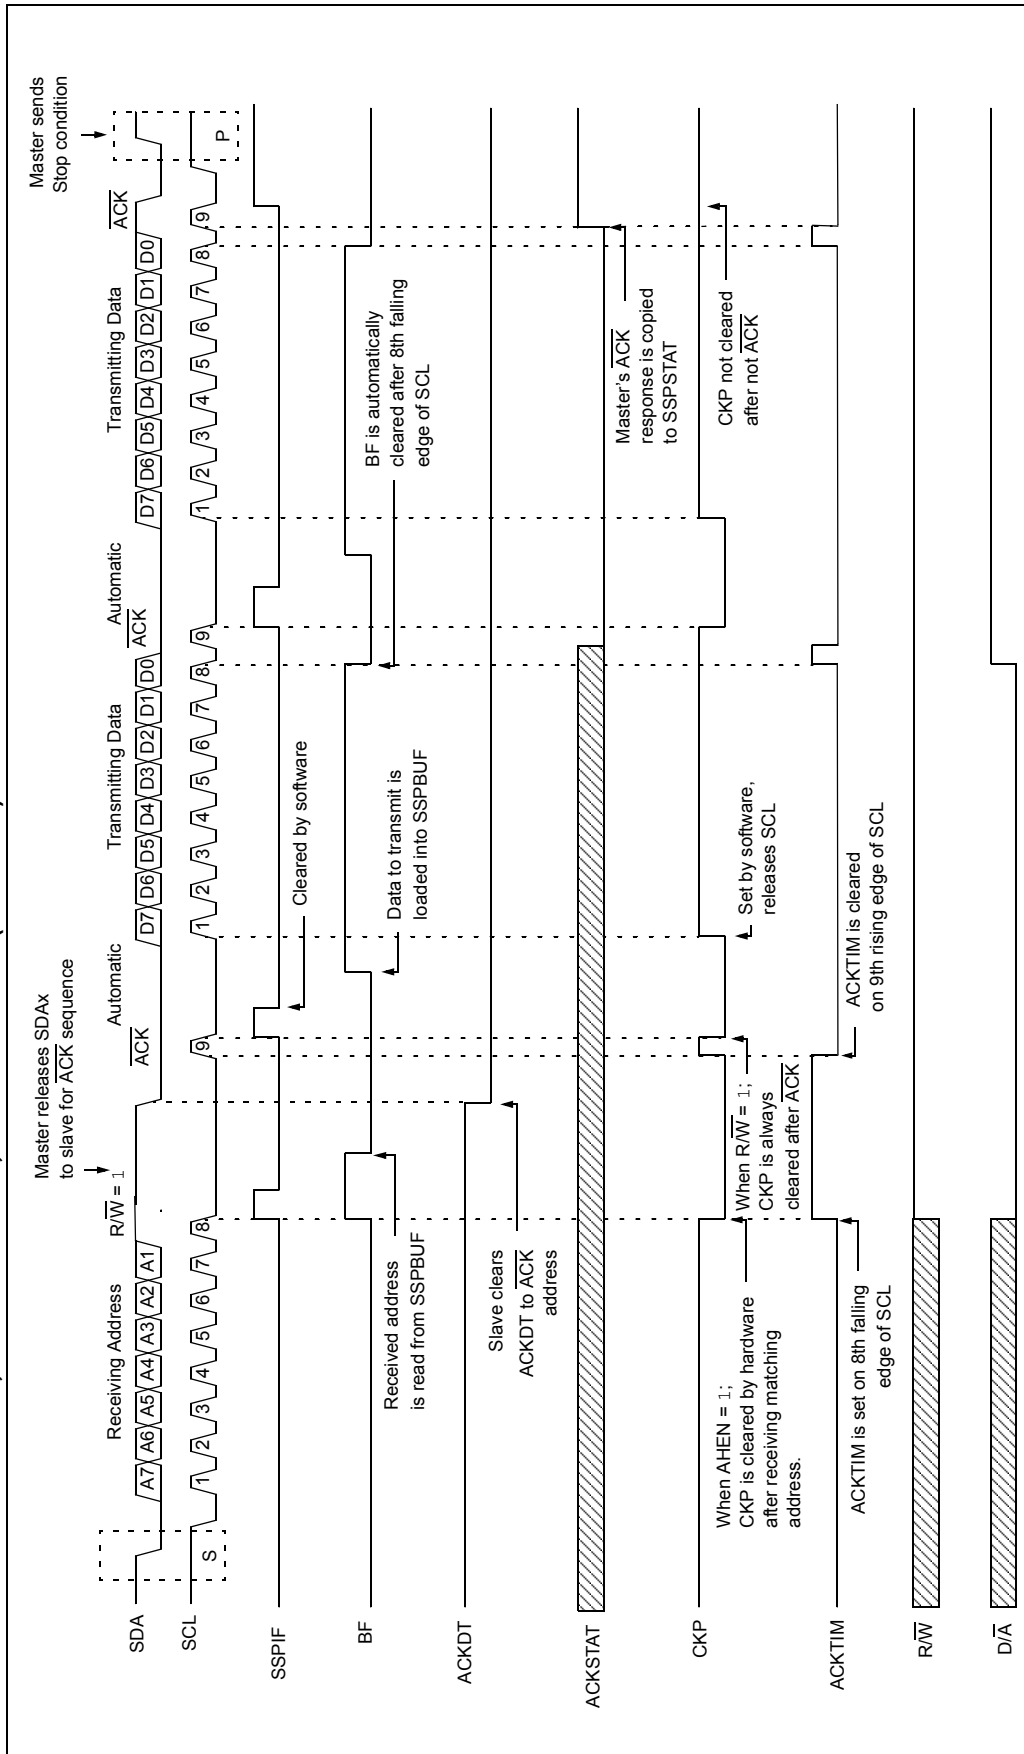 Master releases SDAx
to slave for ACK sequence
Master sends
Stop condition
Receiving Address
R/W = 1
Automatic
Transmitting Data
Automatic
Transmitting Data
ACK
ACK
ACK
SDA
A7 A6 A5 A4 A3 A2 A1
D7 D6 D5 D4 D3 D2 D1 D0
D7 D6 D5 D4 D3 D2 D1 D0
SCL
S
1 2 3 4 5 6 7 8 9
1 2 3 4 5 6 7 8 9
1 2 3 4 5 6 7 8 9
P
SSPIF
Cleared by software
BF
Received address
is read from SSPBUF
Data to transmit is
loaded into SSPBUF
BF is automatically
cleared after 8th falling
edge of SCL
ACKDT
Slave clears
ACKDT to ACK
address
ACKSTAT
Master's ACK
response is copied
to SSPSTAT
CKP
When AHEN = 1;
CKP is cleared by hardware
after receiving matching
address.
When R/W = 1;
CKP is always
cleared after ACK
Set by software,
releases SCL
CKP not cleared
after not ACK
ACKTIM
ACKTIM is set on 8th falling
edge of SCL
ACKTIM is cleared
on 9th rising edge of SCL
R/W
D/A